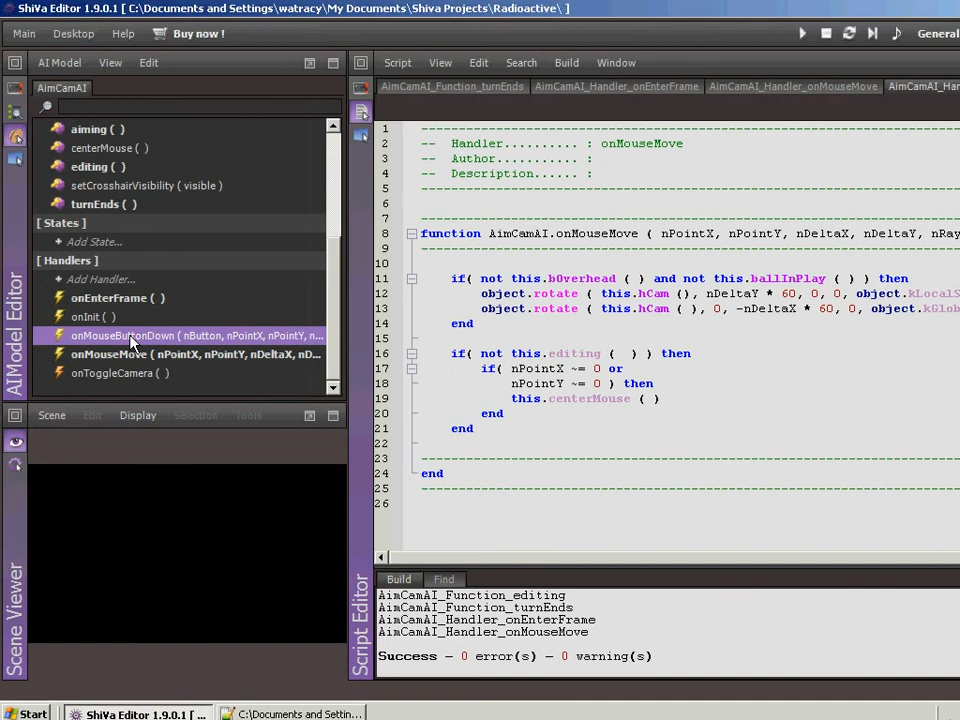 ShiVa Editor 1.9.0.1 [ C:\Documents and Settings\watracy\My Documents\Shiva Projects\Radioactive\ ]
Main Desktop Help Buy now ! General
AI Model View Edit
Script View Edit Search Build Window
AimCamAI
AimCamAI_Function_turnEnds AimCamAI_Handler_onEnterFrame AimCamAI_Handler_onMouseMove AimCamAI_Han
aiming ( )
centerMouse ( )
editing ( )
setCrosshairVisibility ( visible )
turnEnds ( )
[ States ]
+ Add State...
[ Handlers ]
+ Add Handler...
onEnterFrame ( )
onInit ( )
onMouseButtonDown ( nButton, nPointX, nPointY, n...
onMouseMove ( nPointX, nPointY, nDeltaX, nD...
onToggleCamera ( )
AIModel Editor
1 --------------------------------------------------------------------------------
2 -- Handler.......... : onMouseMove
3 -- Author........... :
4 -- Description...... :
5 --------------------------------------------------------------------------------
6
7 --------------------------------------------------------------------------------
8 function AimCamAI.onMouseMove ( nPointX, nPointY, nDeltaX, nDeltaY, nRay
9 --------------------------------------------------------------------------------
10
11 if( not this.bOverhead ( ) and not this.ballInPlay ( ) ) then
12 object.rotate ( this.hCam ( ), nDeltaY * 60, 0, 0, object.kLocalS
13 object.rotate ( this.hCam ( ), 0, -nDeltaX * 60, 0, object.kGlob
14 end
15
16 if( not this.editing ( ) ) then
17 if( nPointX ~= 0 or
18 nPointY ~= 0 ) then
19 this.centerMouse ( )
20 end
21 end
22
23 --------------------------------------------------------------------------------
24 end
25 --------------------------------------------------------------------------------
26
Scene Edit Display Selection Tools
Scene Viewer
Script Editor
Build Find
AimCamAI_Function_editing
AimCamAI_Function_turnEnds
AimCamAI_Handler_onEnterFrame
AimCamAI_Handler_onMouseMove
Success - 0 error(s) - 0 warning(s)
Start ShiVa Editor 1.9.0.1 [ ... C:\Documents and Settin...